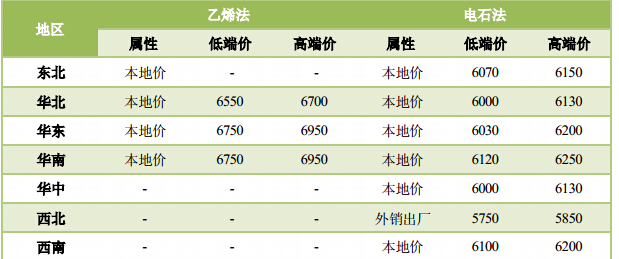 地区 乙烯法 电石法
属性 低端价 高端价 属性 低端价 高端价
东北 本地价 - - 本地价 6070 6150
华北 本地价 6550 6700 本地价 6000 6130
华东 本地价 6750 6950 本地价 6030 6200
华南 本地价 6750 6950 本地价 6120 6250
华中 - - - 本地价 6000 6130
西北 - - - 外销出厂 5750 5850
西南 - - - 本地价 6100 6200